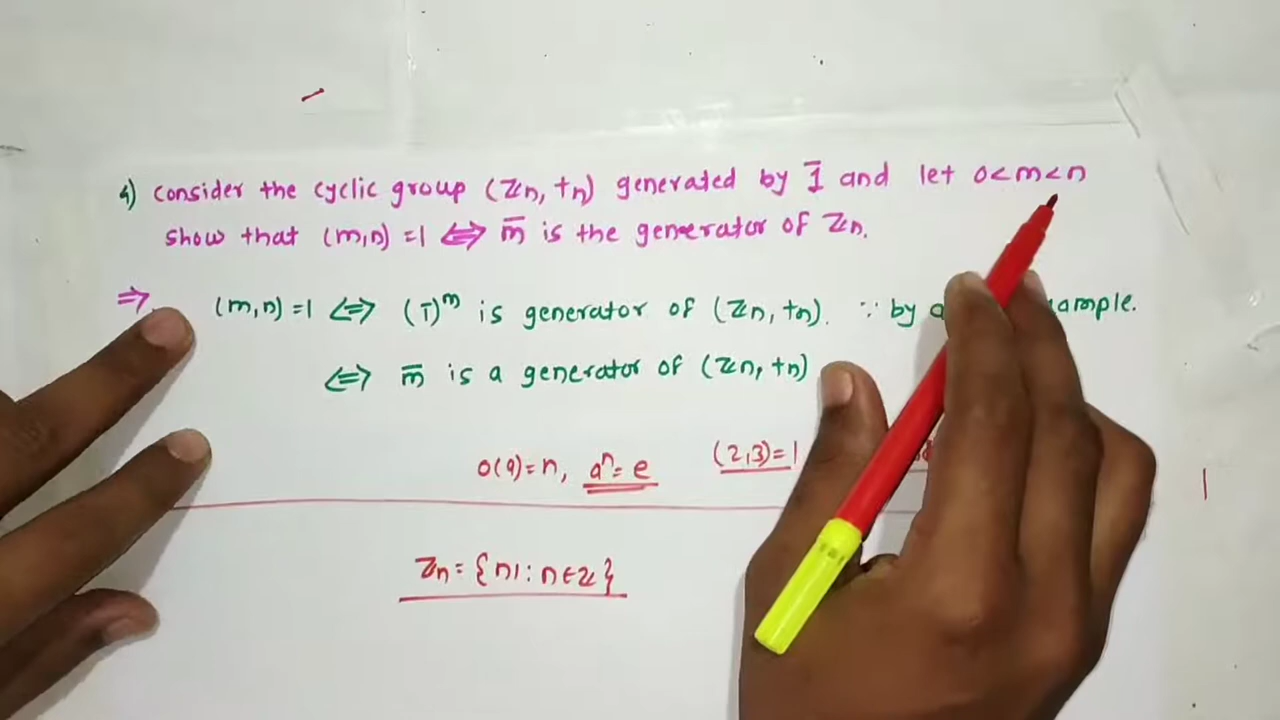 4) Consider the cyclic group (Zn, +n) generated by 1̄ and let 0<m<n
show that (m,n) =1 ⇔ m̄ is the generator of Zn.
⇒ (m,n)=1 ⇔ (1̄)ᵐ is generator of (Zn, +n). ∵ by
⇔ m̄ is a generator of (Zn, +n)
o(a)=n, aⁿ=e (2,3)=1
Zn = {n1 : n∈Z}